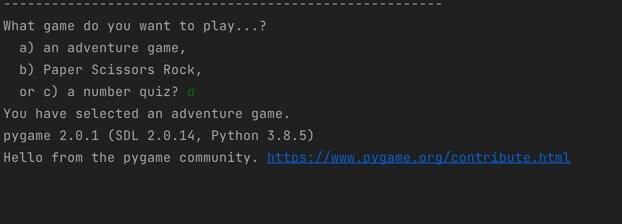 -------------------------------------------------------
What game do you want to play...?
  a) an adventure game,
  b) Paper Scissors Rock,
  or c) a number quiz? a
You have selected an adventure game.
pygame 2.0.1 (SDL 2.0.14, Python 3.8.5)
Hello from the pygame community. https://www.pygame.org/contribute.html